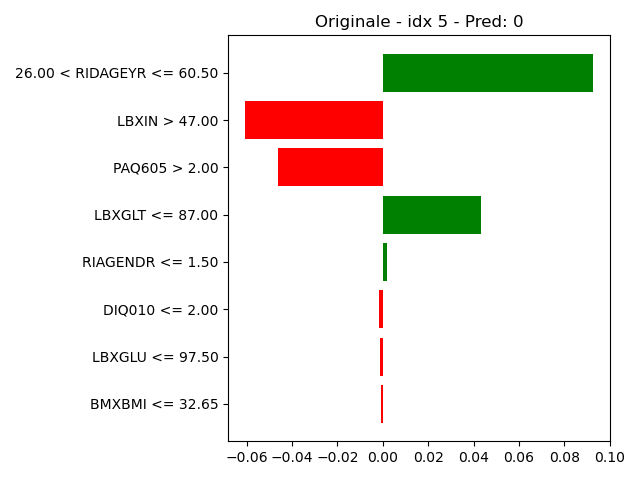 Originale - idx 5 - Pred: 0
26.00 < RIDAGEYR <= 60.50
LBXIN > 47.00
PAQ605 > 2.00
LBXGLT <= 87.00
RIAGENDR <= 1.50
DIQ010 <= 2.00
LBXGLU <= 97.50
BMXBMI <= 32.65
−0.06 −0.04 −0.02 0.00 0.02 0.04 0.06 0.08 0.10